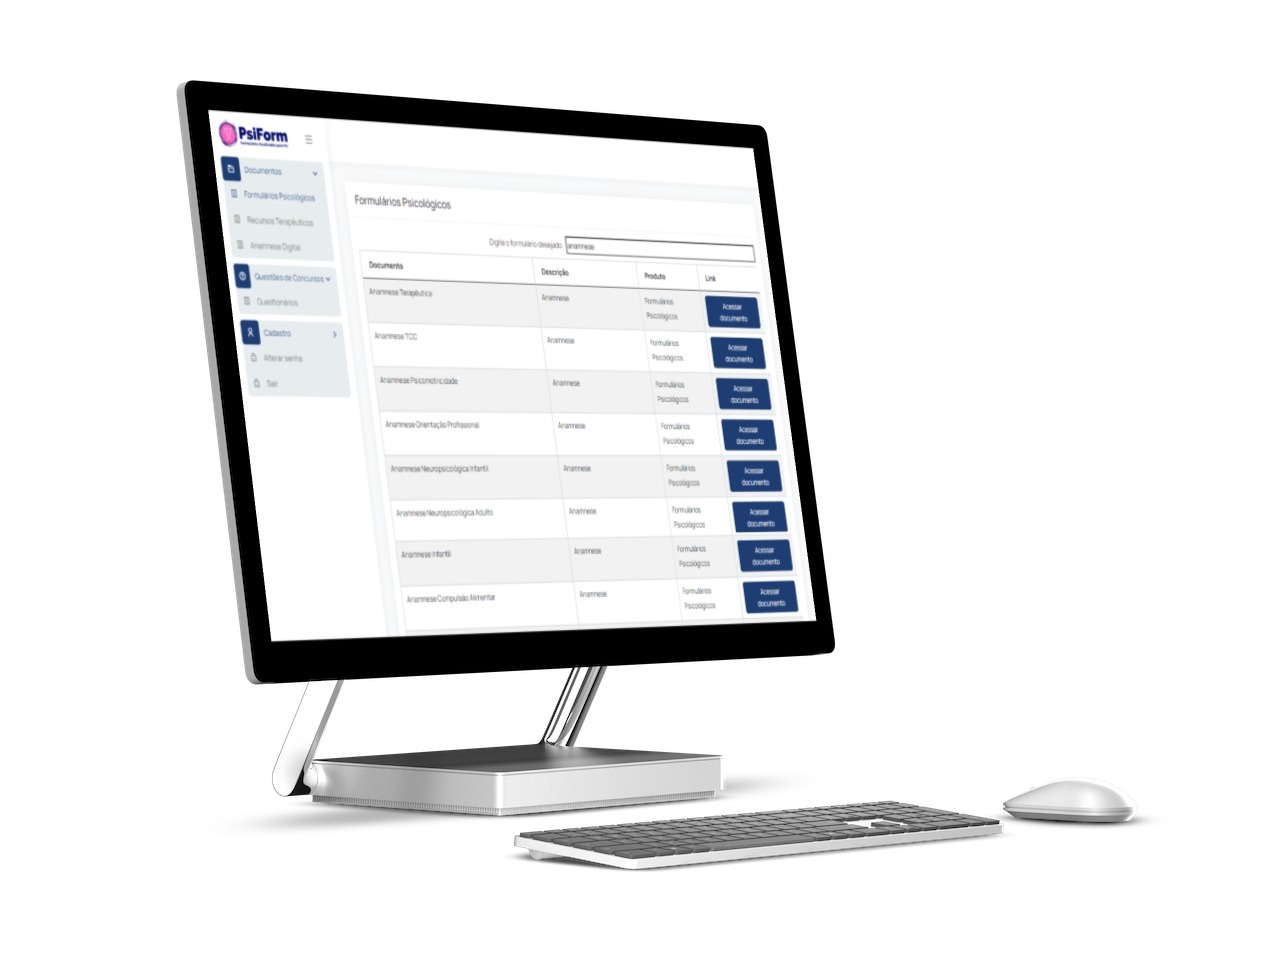 PsiForm
Documentos
Formulários Psicológicos
Recursos Terapêuticos
Anamnese Digital
Questões de Concursos
Questionários
Cadastro
Alterar senha
Sair
Formulários Psicológicos
Digite o formulário desejado anamnese
Documento Descrição Produto Link
Anamnese Terapêutica Anamnese Formulários Acessar
Psicológicos documento
Anamnese TCC Anamnese Formulários Acessar
Psicológicos documento
Anamnese Psicomotricidade Anamnese Formulários Acessar
Psicológicos documento
Anamnese Orientação Profissional Anamnese Formulários Acessar
Psicológicos documento
Anamnese Neuropsicológica Infantil Anamnese Formulários Acessar
Psicológicos documento
Anamnese Neuropsicológica Adulto Anamnese Formulários Acessar
Psicológicos documento
Anamnese Infantil Anamnese Formulários Acessar
Psicológicos documento
Anamnese Compulsão Alimentar Anamnese Formulários Acessar
Psicológicos documento